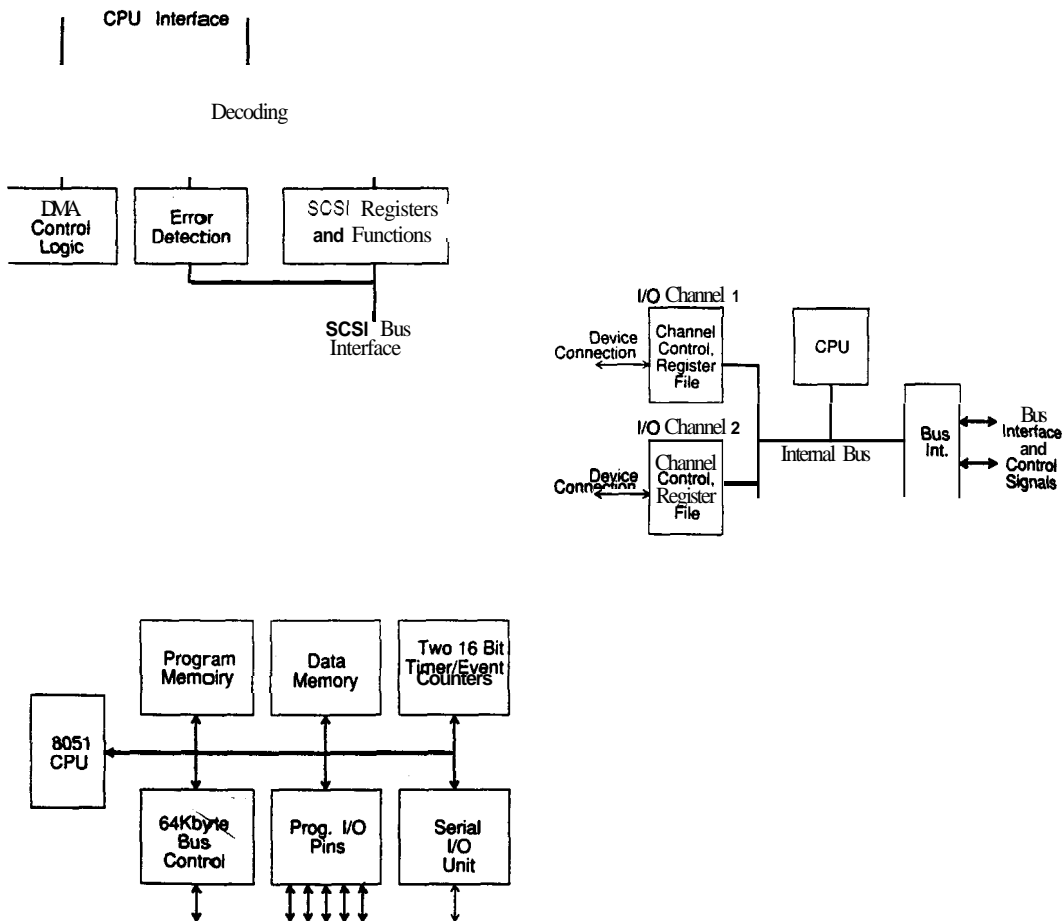 CPU Interface
Decoding
DMA
Control
Logic
Error
Detection
SCSI Registers
and Functions
SCSI Bus
Interface
I/O Channel 1
Device
Connection
Channel
Control,
Register
File
CPU
I/O Channel 2
Device
Connection
Channel
Control,
Register
File
Internal Bus
Bus
Int.
Bus
Interface
and
Control
Signals
Program
Memoiry
Data
Memory
Two 16 Bit
Timer/Event
Counters
8051
CPU
64Kbyte
Bus
Control
Prog. I/O
Pins
Serial
I/O
Unit